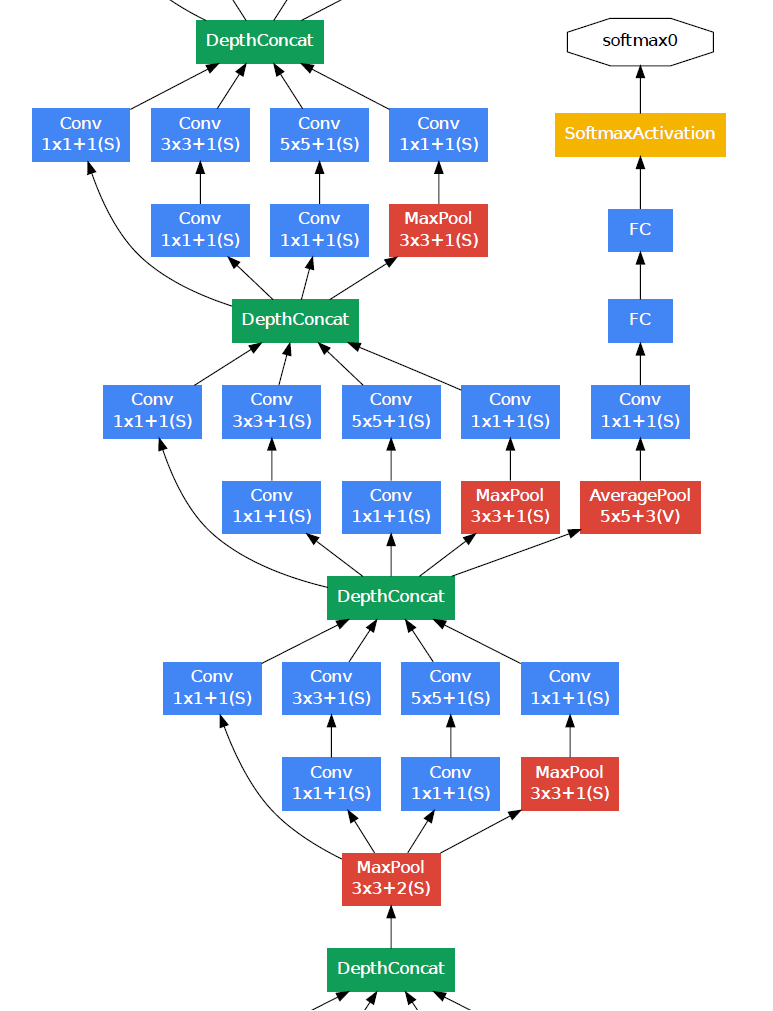 DepthConcat
softmax0
Conv
1x1+1(S)
Conv
3x3+1(S)
Conv
5x5+1(S)
Conv
1x1+1(S)
SoftmaxActivation
Conv
1x1+1(S)
Conv
1x1+1(S)
MaxPool
3x3+1(S)
FC
DepthConcat
FC
Conv
1x1+1(S)
Conv
3x3+1(S)
Conv
5x5+1(S)
Conv
1x1+1(S)
Conv
1x1+1(S)
Conv
1x1+1(S)
Conv
1x1+1(S)
MaxPool
3x3+1(S)
AveragePool
5x5+3(V)
DepthConcat
Conv
1x1+1(S)
Conv
3x3+1(S)
Conv
5x5+1(S)
Conv
1x1+1(S)
Conv
1x1+1(S)
Conv
1x1+1(S)
MaxPool
3x3+1(S)
MaxPool
3x3+2(S)
DepthConcat